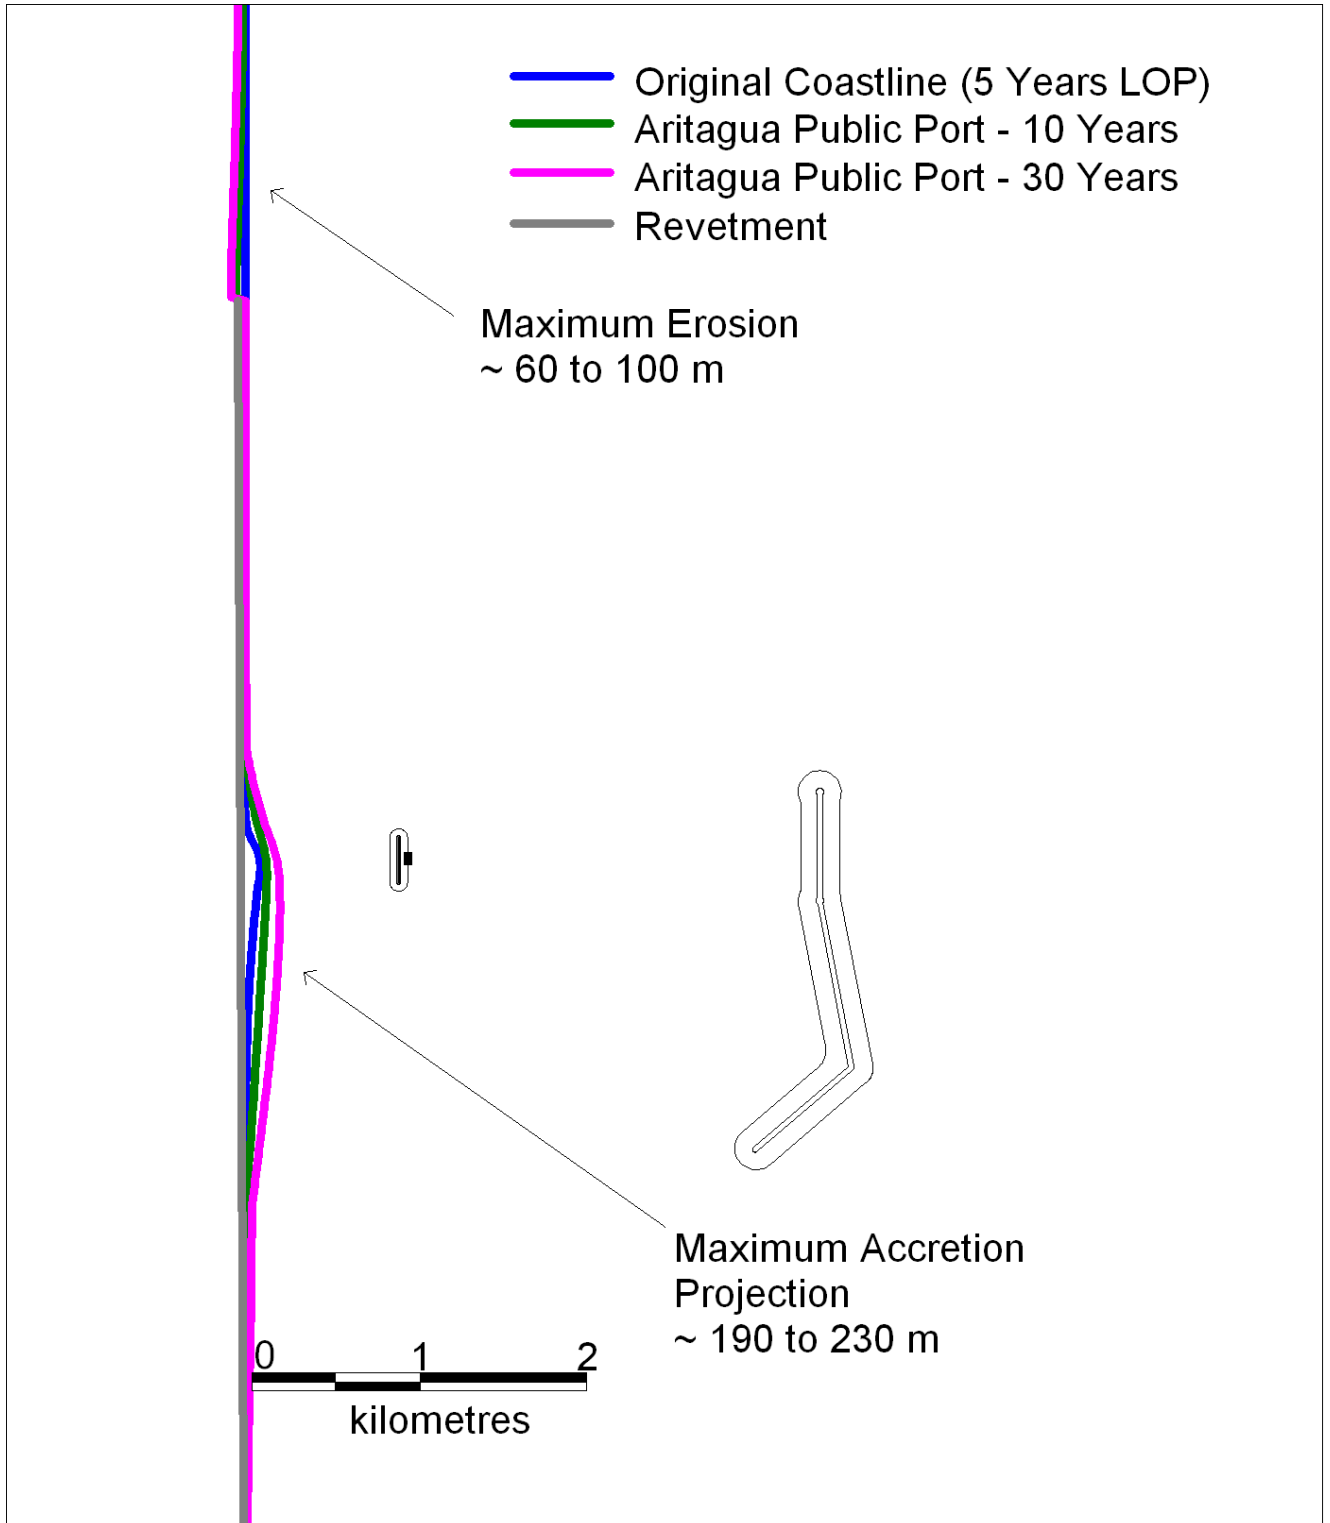 Original Coastline (5 Years LOP)
Aritagua Public Port - 10 Years
Aritagua Public Port - 30 Years
Revetment
Maximum Erosion
~ 60 to 100 m
Maximum Accretion
Projection
~ 190 to 230 m
0 1 2
kilometres